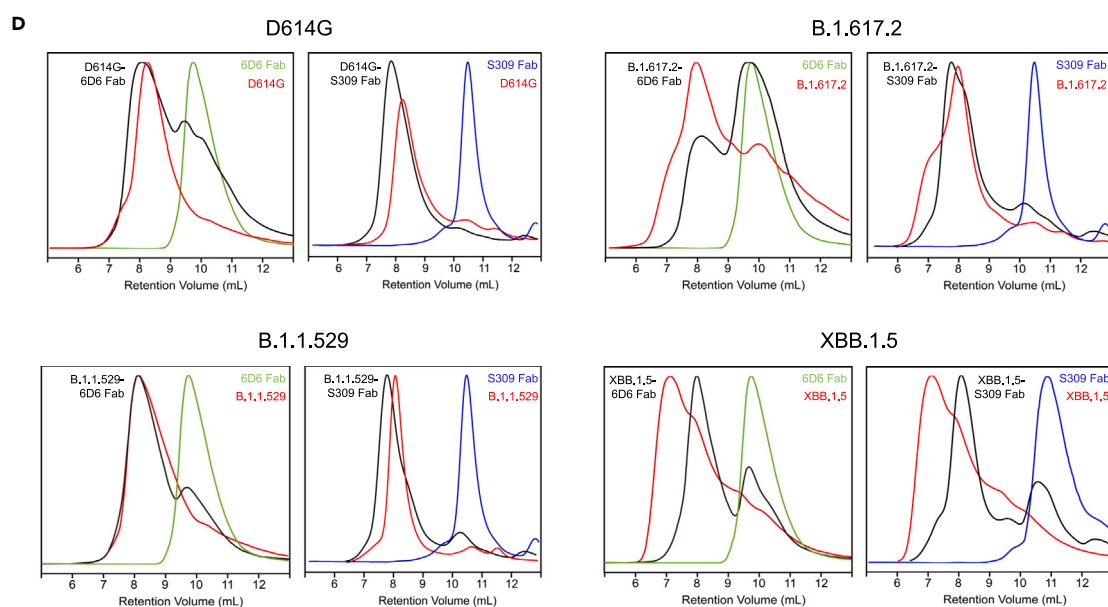 D
D614G
D614G-
6D6 Fab
6D6 Fab
D614G
6 7 8 9 10 11 12
Retention Volume (mL)
D614G-
S309 Fab
S309 Fab
D614G
6 7 8 9 10 11 12
Retention Volume (mL)
B.1.617.2
B.1.617.2-
6D6 Fab
6D6 Fab
B.1.617.2
6 7 8 9 10 11 12
Retention Volume (mL)
B.1.617.2-
S309 Fab
S309 Fab
B.1.617.2
6 7 8 9 10 11 12
Retention Volume (mL)
B.1.1.529
B.1.1.529-
6D6 Fab
6D6 Fab
B.1.1.529
6 7 8 9 10 11 12
Retention Volume (mL)
B.1.1.529-
S309 Fab
S309 Fab
B.1.1.529
6 7 8 9 10 11 12
Retention Volume (mL)
XBB.1.5
XBB.1.5-
6D6 Fab
6D6 Fab
XBB.1.5
6 7 8 9 10 11 12
Retention Volume (mL)
XBB.1.5-
S309 Fab
S309 Fab
XBB.1.5
6 7 8 9 10 11 12
Retention Volume (mL)